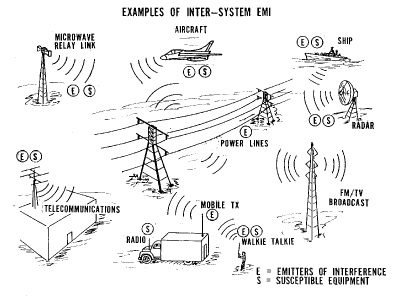 EXAMPLES OF INTER-SYSTEM EMI
MICROWAVE
RELAY LINK
E S
AIRCRAFT
E S
E S
SHIP
E S
RADAR
E
POWER LINES
E S
TELECOMMUNICATIONS
FM/TV
BROADCAST
MOBILE TX
E
S
RADIO
E S
WALKIE TALKIE
E = EMITTERS OF INTERFERENCE
S = SUSCEPTIBLE EQUIPMENT